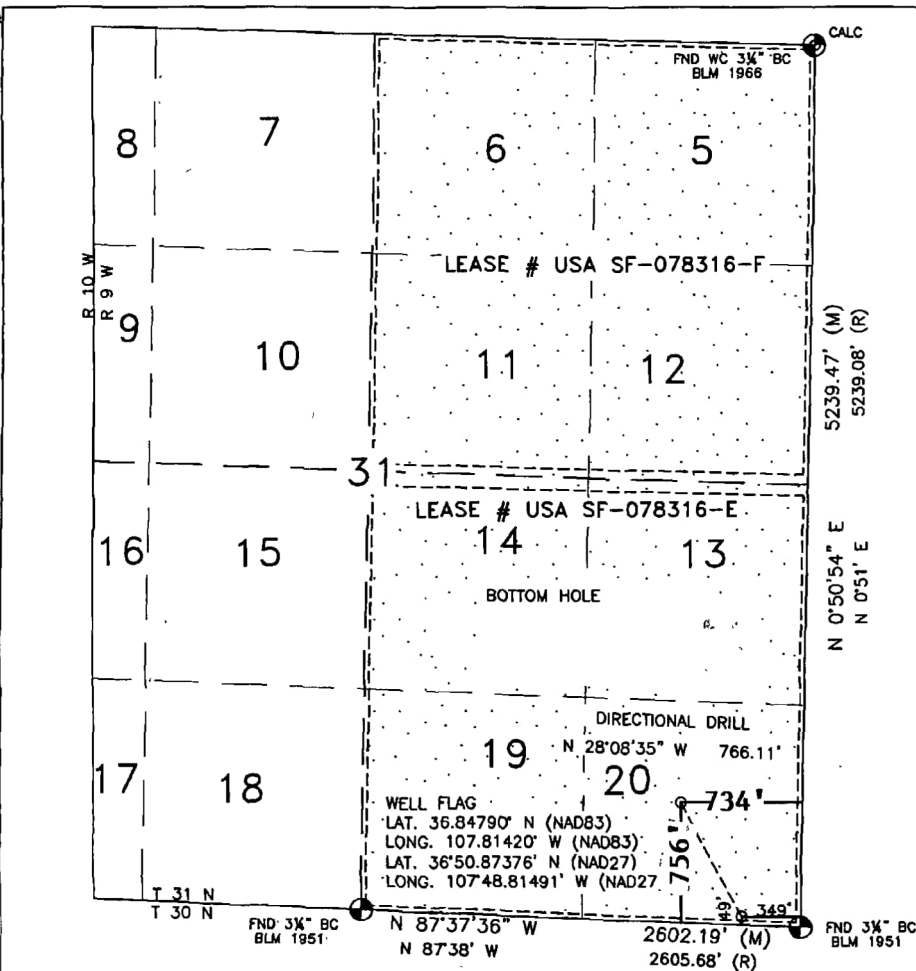 CALC
FND WC 3¼" BC
BLM 1966
8
7
6
5
LEASE # USA SF-078316-F
R 10 W
R 9 W
9
10
11
12
5239.47' (M)
5239.08' (R)
31
LEASE # USA SF-078316-E
16
15
14
13
BOTTOM HOLE
N 0°50'54" E
N 0°51' E
DIRECTIONAL DRILL
N 28°08'35" W 766.11'
17
18
19
20
734'
WELL FLAG
LAT. 36.84790° N (NAD83)
LONG. 107.81420° W (NAD83)
LAT. 36°50.87376' N (NAD27)
LONG. 107°48.81491' W (NAD27
756'
49'
349'
T 31 N
T 30 N
FND 3¼" BC
BLM 1951
N 87°37'36" W
N 87°38' W
2602.19' (M)
2605.68' (R)
FND 3¼" BC
BLM 1951